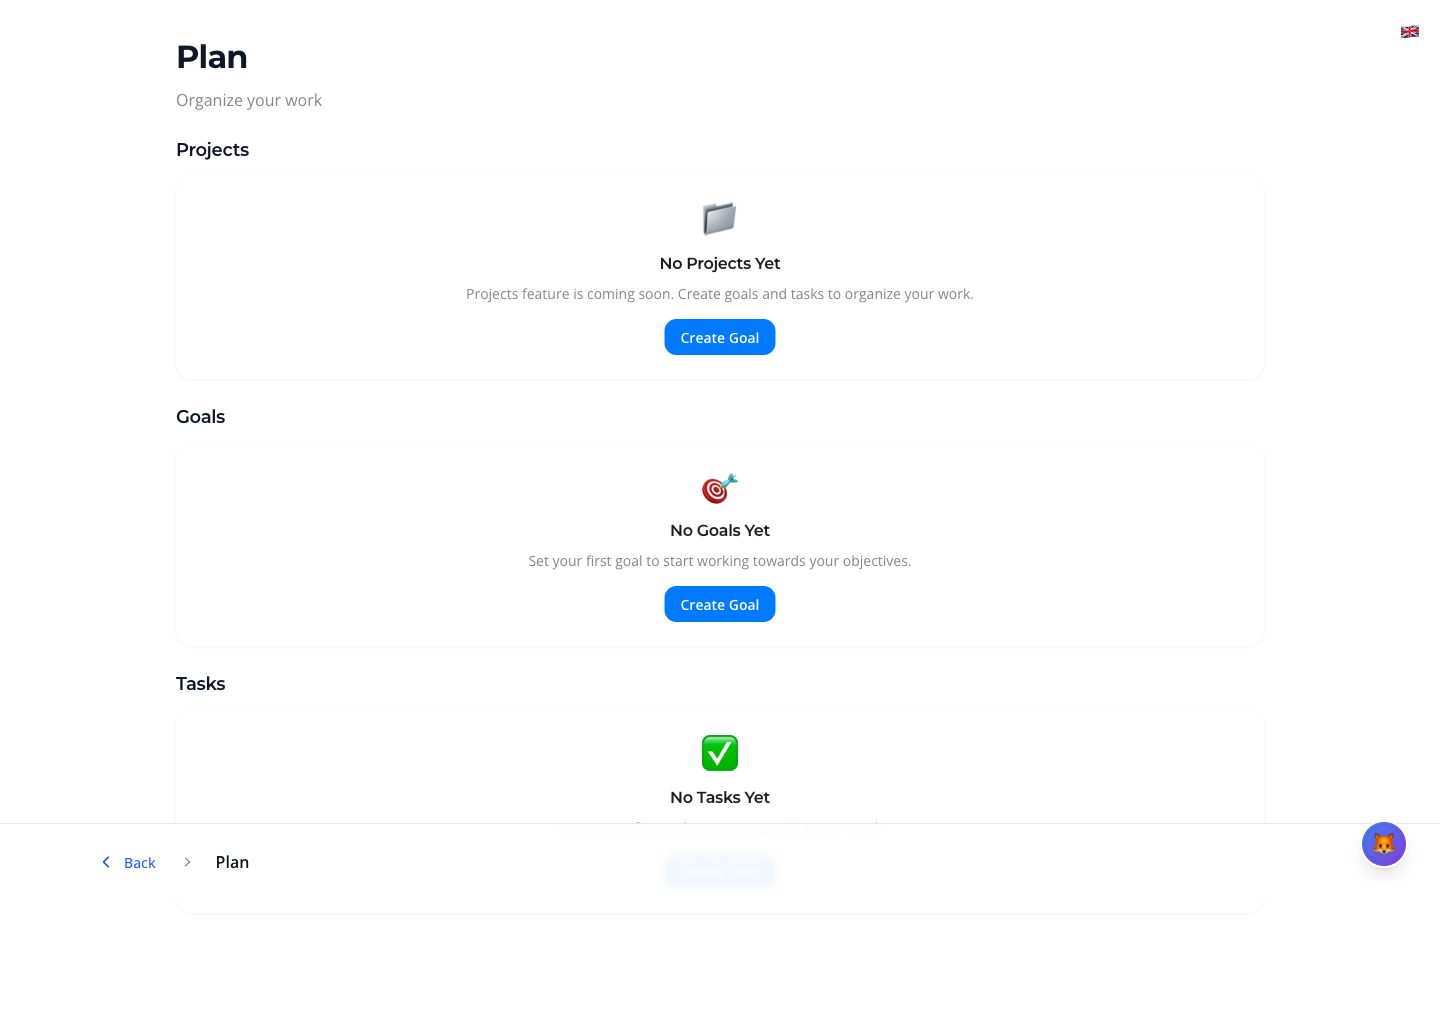 Plan
Organize your work
Projects
No Projects Yet
Projects feature is coming soon. Create goals and tasks to organize your work.
Create Goal
Goals
No Goals Yet
Set your first goal to start working towards your objectives.
Create Goal
Tasks
No Tasks Yet
Back
Plan